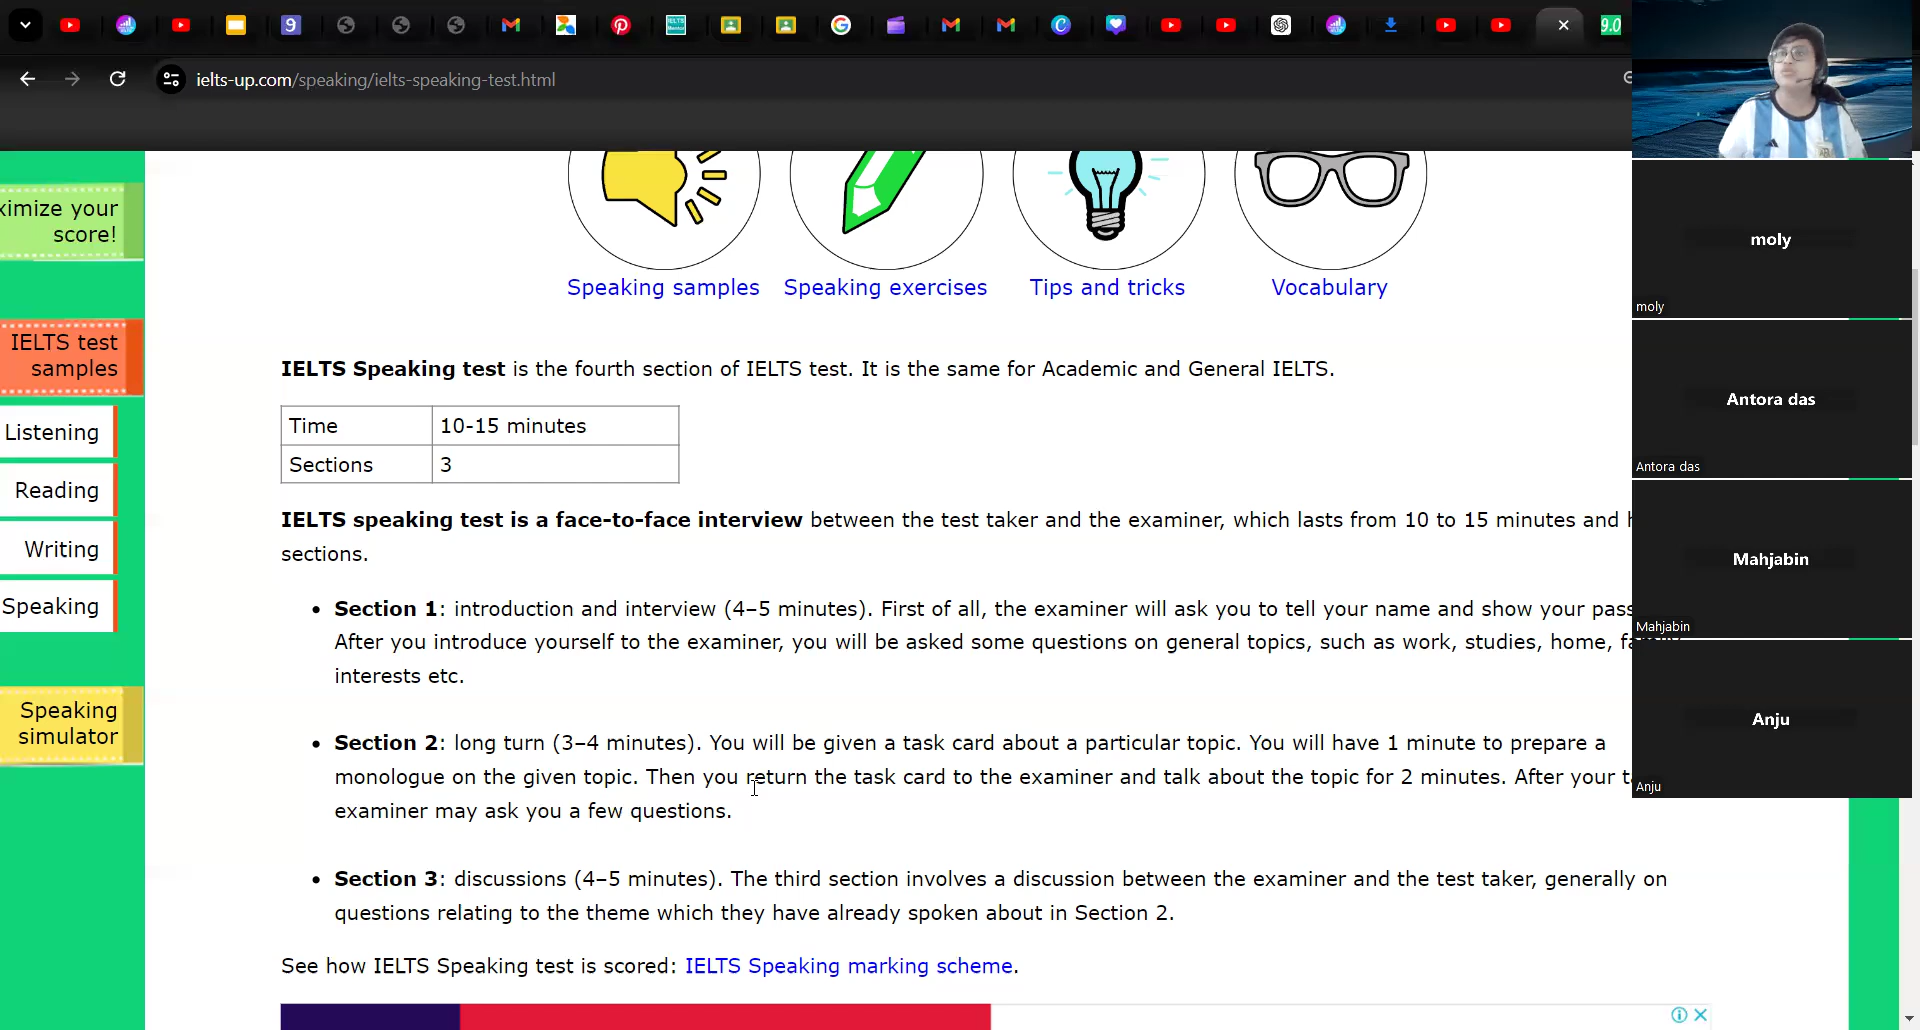 9
IELTS
9.0
ielts-up.com/speaking/ielts-speaking-test.html
ximize your
score!
IELTS test
samples
Listening
Reading
Writing
Speaking
Speaking
simulator
Speaking samples Speaking exercises Tips and tricks Vocabulary
IELTS Speaking test is the fourth section of IELTS test. It is the same for Academic and General IELTS.
Time 10-15 minutes
Sections 3
IELTS speaking test is a face-to-face interview between the test taker and the examiner, which lasts from 10 to 15 minutes and
sections.
• Section 1: introduction and interview (4–5 minutes). First of all, the examiner will ask you to tell your name and show your pass
After you introduce yourself to the examiner, you will be asked some questions on general topics, such as work, studies, home,
interests etc.
• Section 2: long turn (3–4 minutes). You will be given a task card about a particular topic. You will have 1 minute to prepare a
monologue on the given topic. Then you return the task card to the examiner and talk about the topic for 2 minutes. After your
examiner may ask you a few questions.
• Section 3: discussions (4–5 minutes). The third section involves a discussion between the examiner and the test taker, generally on
questions relating to the theme which they have already spoken about in Section 2.
See how IELTS Speaking test is scored: IELTS Speaking marking scheme.
moly
moly
Antora das
Antora das
Mahjabin
Mahjabin
Anju
Anju